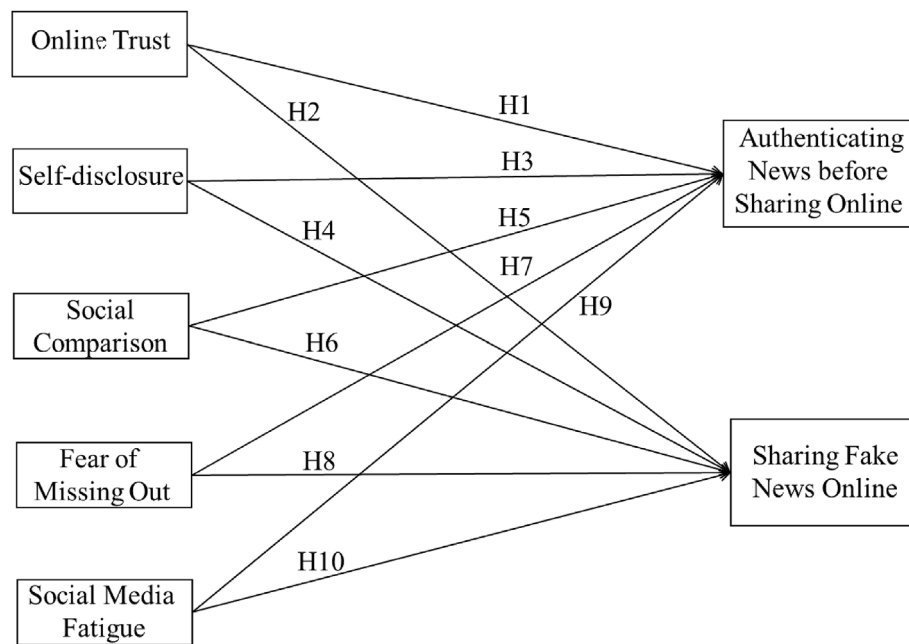 Online Trust
H1
H2
Authenticating
News before
Sharing Online
Self-disclosure
H3
H4
H5
H7
Social
Comparison
H9
H6
Fear of
Missing Out
H8
Sharing Fake
News Online
H10
Social Media
Fatigue